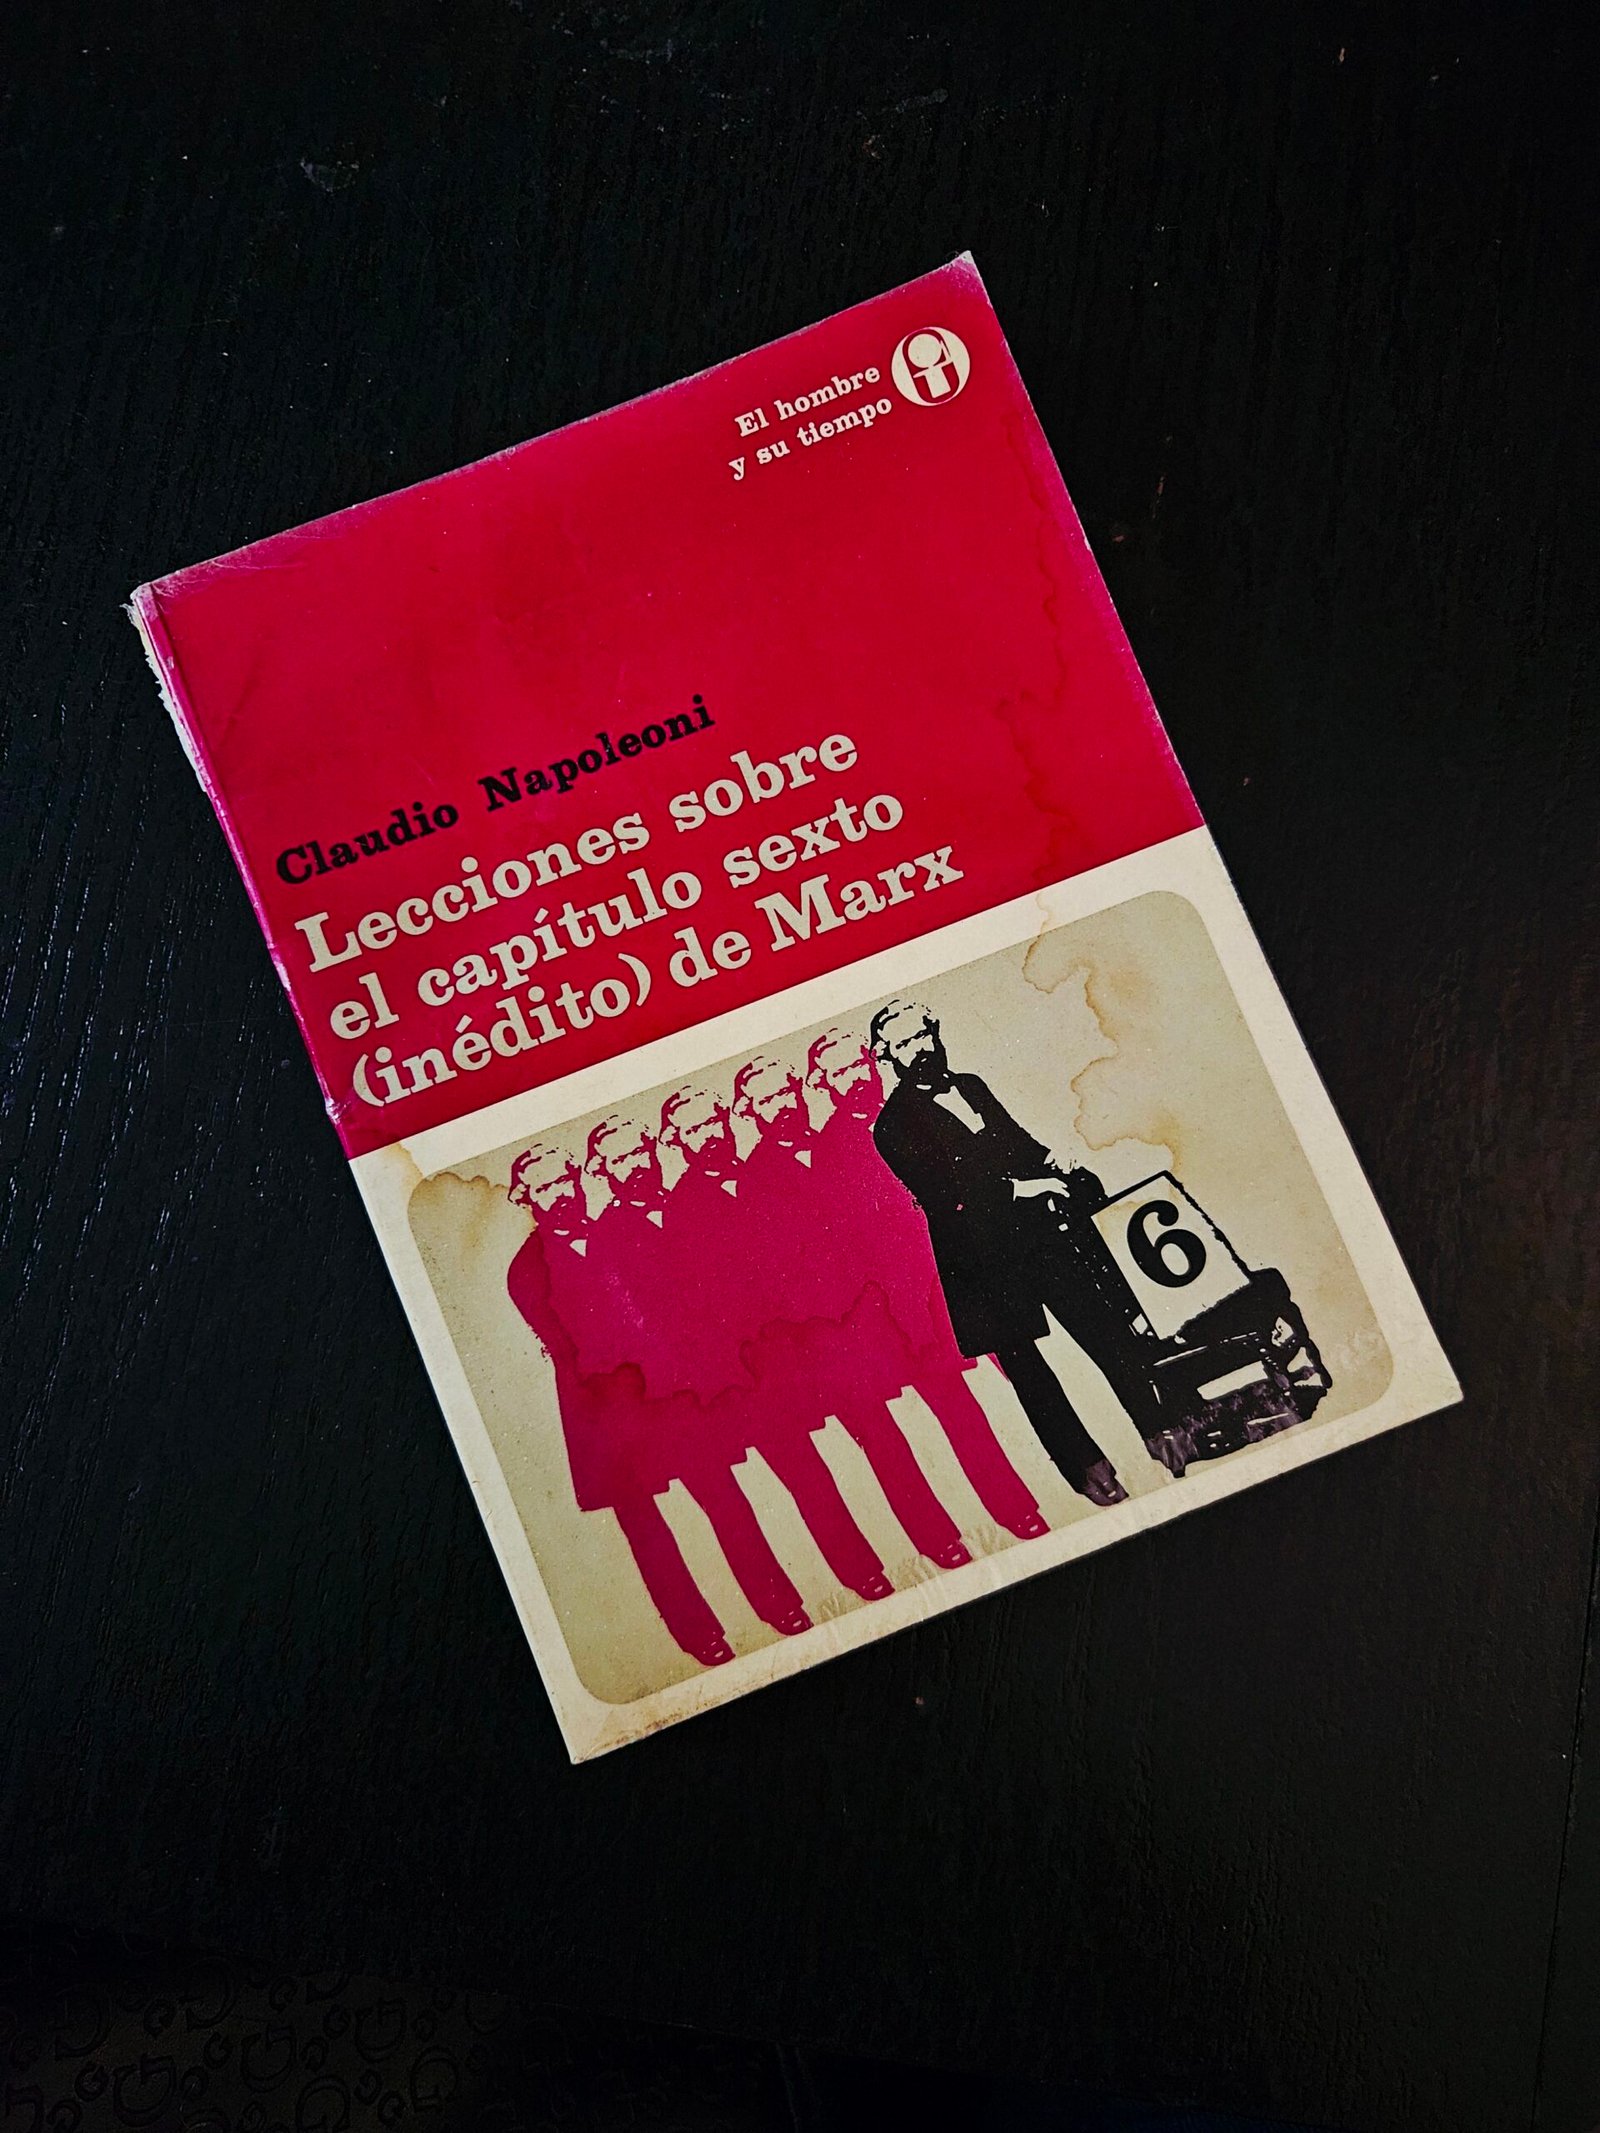 El hombre
y su tiempo
Claudio Napoleoni
Lecciones sobre
el capítulo sexto
(inédito) de Marx
6